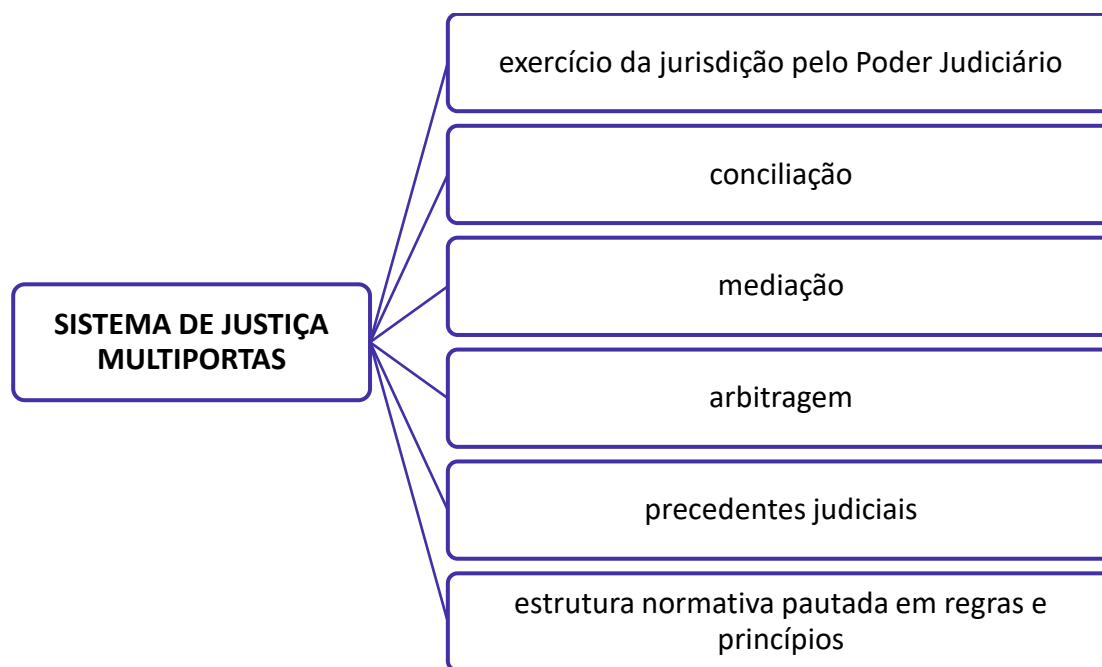 exercício da jurisdição pelo Poder Judiciário
conciliação
mediação
SISTEMA DE JUSTIÇA
MULTIPORTAS
arbitragem
precedentes judiciais
estrutura normativa pautada em regras e
princípios